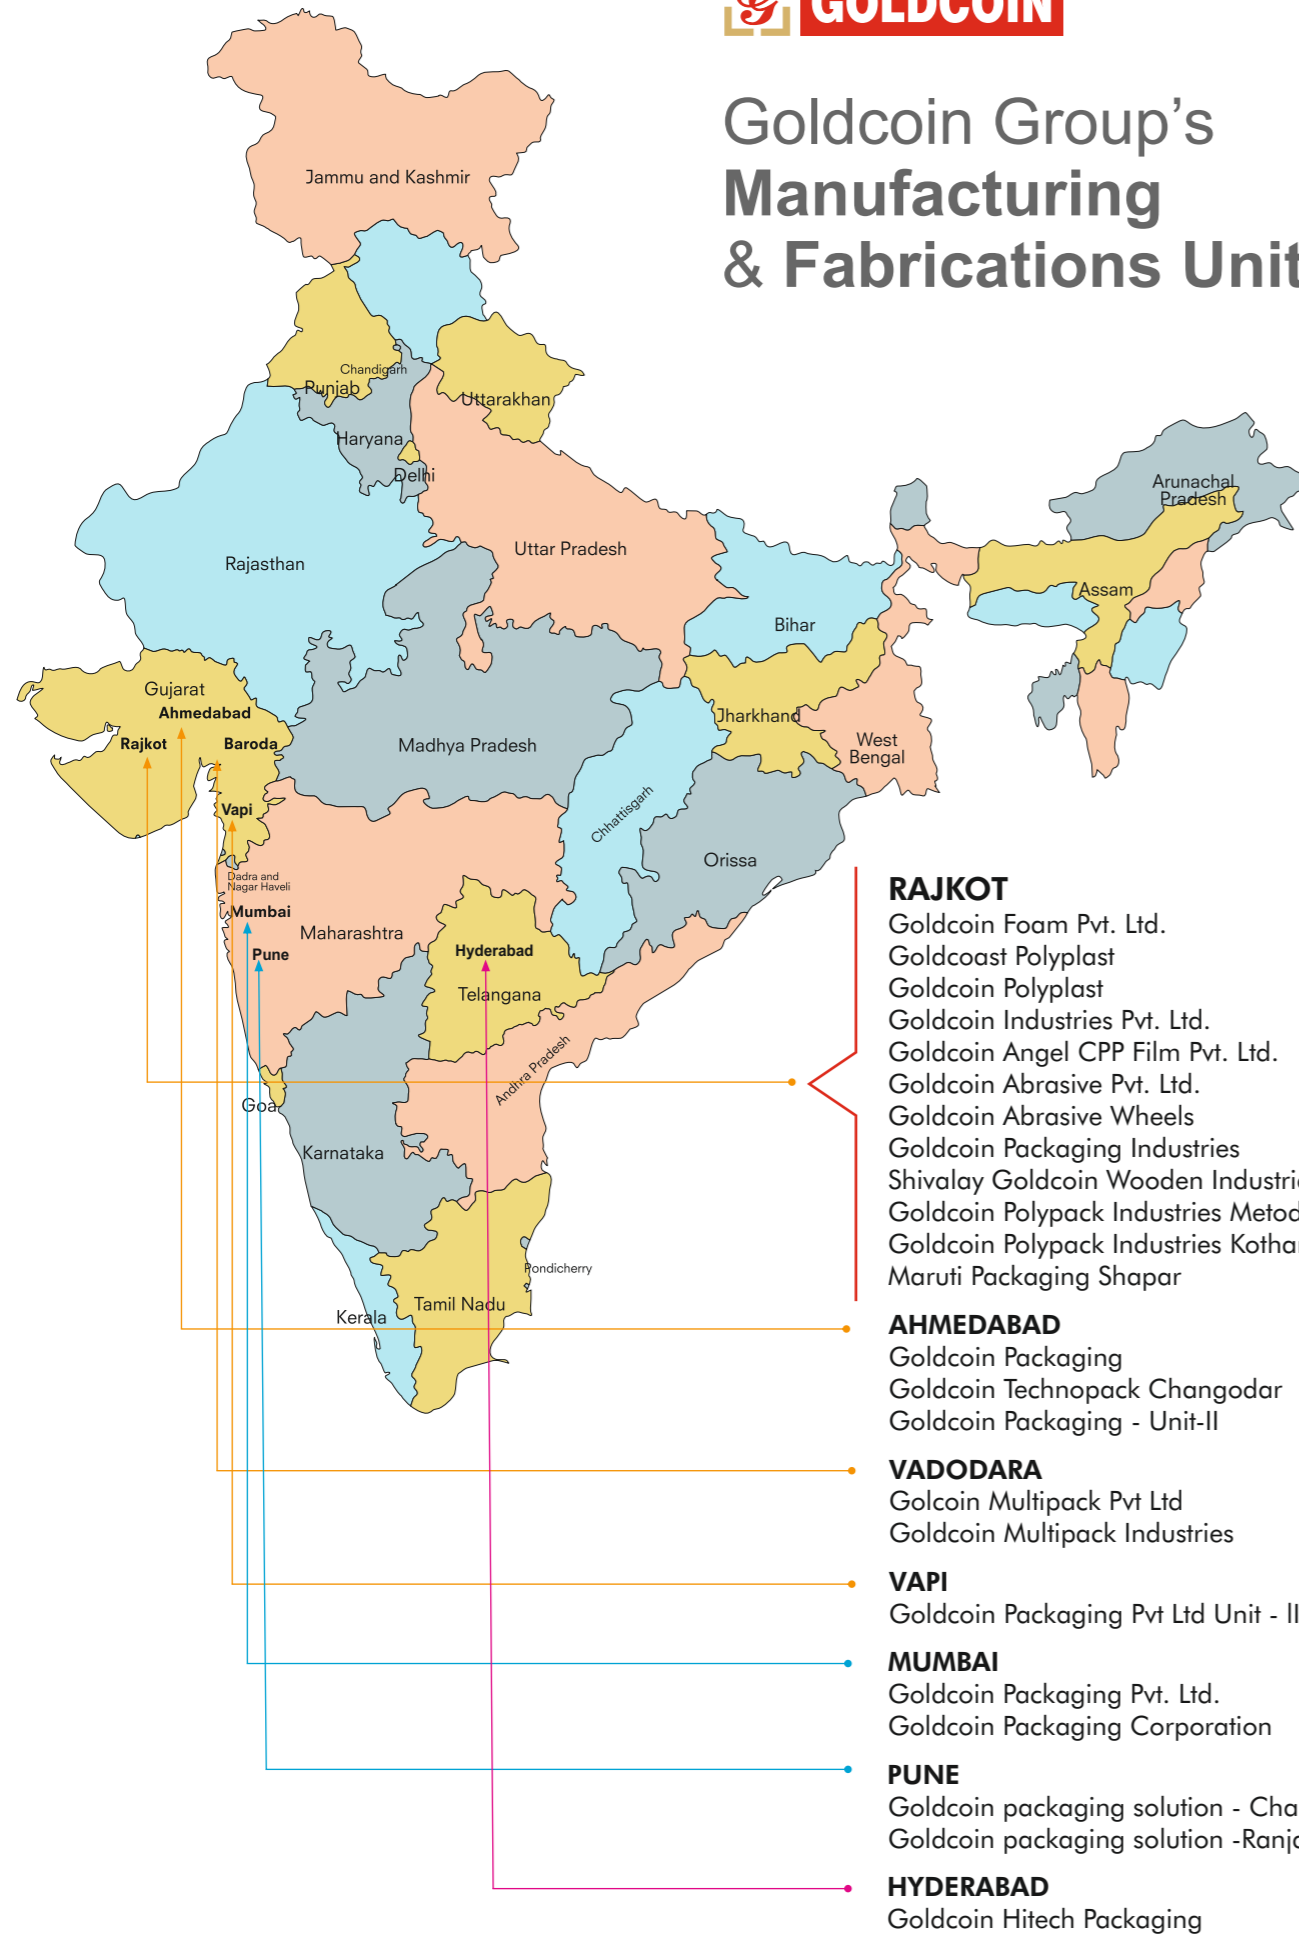 GOLDCOIN
Goldcoin Group’s
Manufacturing
& Fabrications Unit
Jammu and Kashmir
Chandigarh
Punjab
Uttarakhan
Haryana
Delhi
Arunachal
Pradesh
Rajasthan
Uttar Pradesh
Assam
Bihar
Gujarat
Ahmedabad
Rajkot
Baroda
Jharkhand
Madhya Pradesh
West
Bengal
Vapi
Chhattisgarh
Orissa
Dadra and
Nagar Haveli
Mumbai
Maharashtra
Pune
Hyderabad
Telangana
Andhra Pradesh
Goa
Karnataka
Pondicherry
Tamil Nadu
Kerala
RAJKOT
Goldcoin Foam Pvt. Ltd.
Goldcoast Polyplast
Goldcoin Polyplast
Goldcoin Industries Pvt. Ltd.
Goldcoin Angel CPP Film Pvt. Ltd.
Goldcoin Abrasive Pvt. Ltd.
Goldcoin Abrasive Wheels
Goldcoin Packaging Industries
Shivalay Goldcoin Wooden Industri
Goldcoin Polypack Industries Metod
Goldcoin Polypack Industries Kotha
Maruti Packaging Shapar
AHMEDABAD
Goldcoin Packaging
Goldcoin Technopack Changodar
Goldcoin Packaging - Unit-II
VADODARA
Golcoin Multipack Pvt Ltd
Goldcoin Multipack Industries
VAPI
Goldcoin Packaging Pvt Ltd Unit - II
MUMBAI
Goldcoin Packaging Pvt. Ltd.
Goldcoin Packaging Corporation
PUNE
Goldcoin packaging solution - Cha
Goldcoin packaging solution -Ranj
HYDERABAD
Goldcoin Hitech Packaging